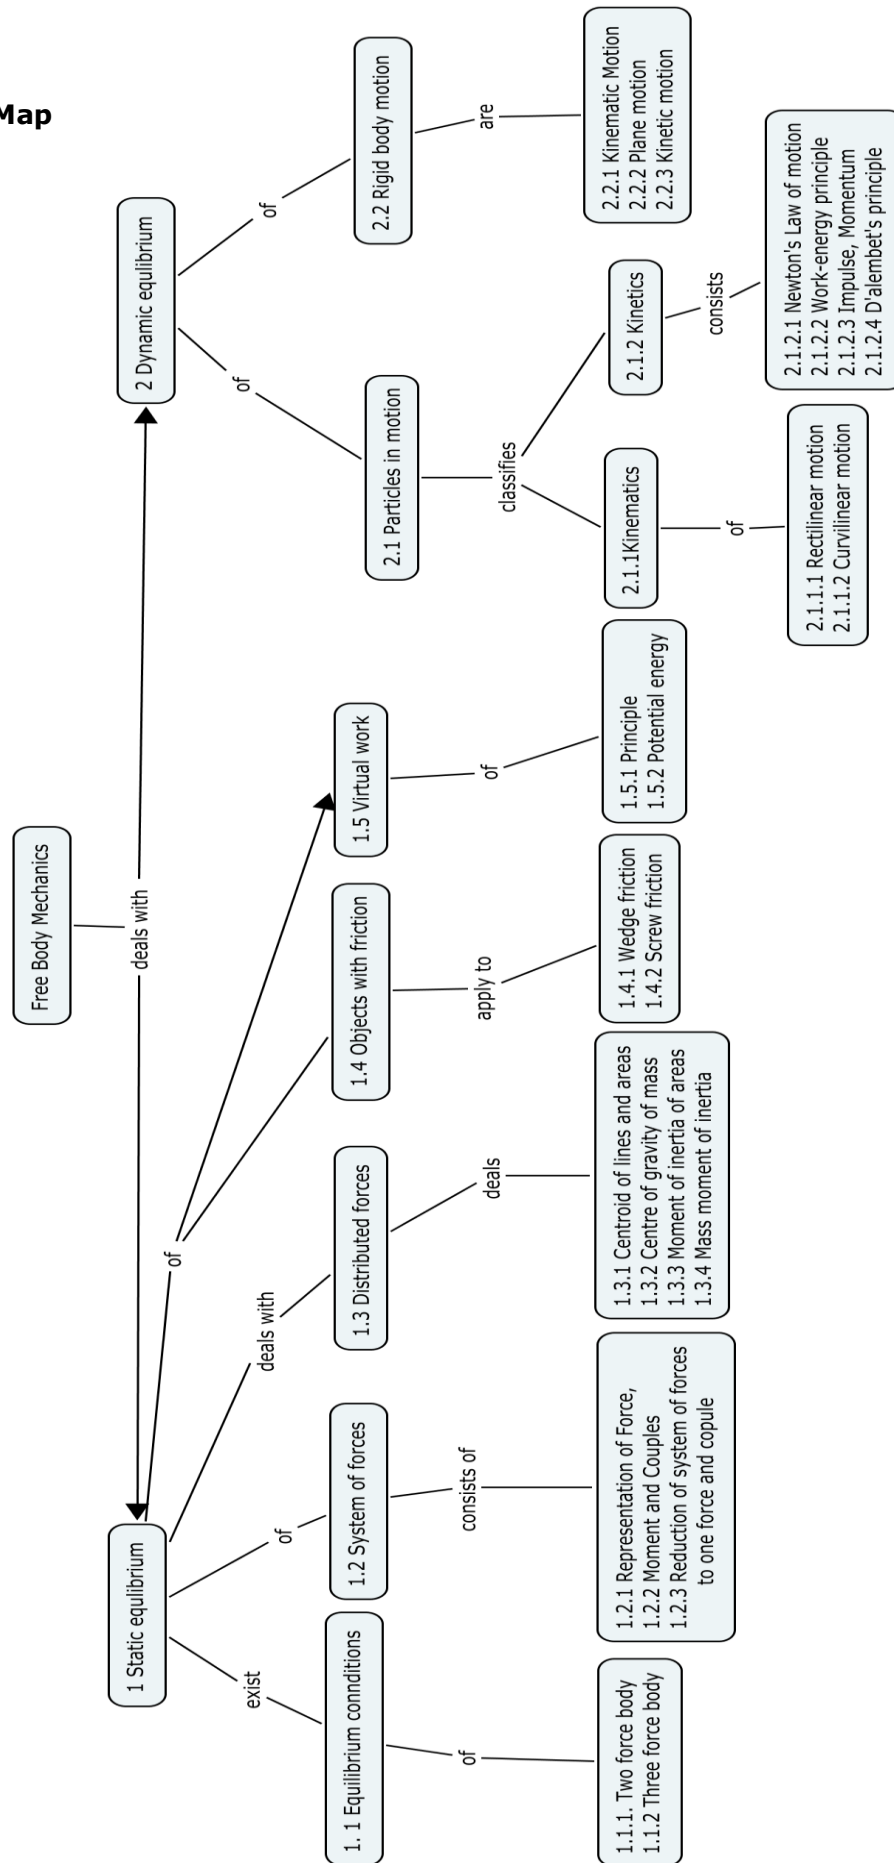 Map
Free Body Mechanics
deals with
1 Static equlibrium
2 Dynamic equlibrium
exist
of
deals with
of
of
of
1. 1 Equilibrium connditions
1.2 System of forces
1.3 Distributed forces
1.4 Objects with friction
1.5 Virtual work
2.1 Particles in motion
2.2 Rigid body motion
of
consists of
deals
apply to
of
classifies
are
1.1.1. Two force body
1.1.2 Three force body
1.2.1 Representation of Force,
1.2.2 Moment and Couples
1.2.3 Reduction of system of forces
to one force and copule
1.3.1 Centroid of lines and areas
1.3.2 Centre of gravity of mass
1.3.3 Moment of inertia of areas
1.3.4 Mass moment of inertia
1.4.1 Wedge friction
1.4.2 Screw friction
1.5.1 Principle
1.5.2 Potential energy
2.1.1Kinematics
2.1.2 Kinetics
2.2.1 Kinematic Motion
2.2.2 Plane motion
2.2.3 Kinetic motion
of
consists
2.1.1.1 Rectilinear motion
2.1.1.2 Curvilinear motion
2.1.2.1 Newton's Law of motion
2.1.2.2 Work-energy principle
2.1.2.3 Impulse, Momentum
2.1.2.4 D'alembet's principle